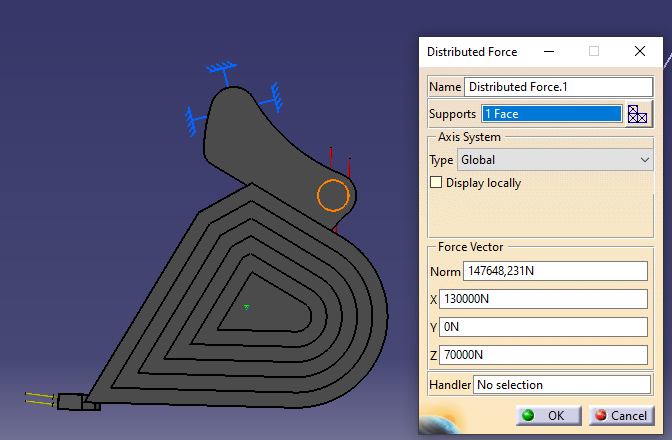 Distributed Force
Name Distributed Force.1
Supports 1 Face
Axis System
Type Global
Display locally
Force Vector
Norm 147648,231N
X 130000N
Y 0N
Z 70000N
Handler No selection
OK Cancel